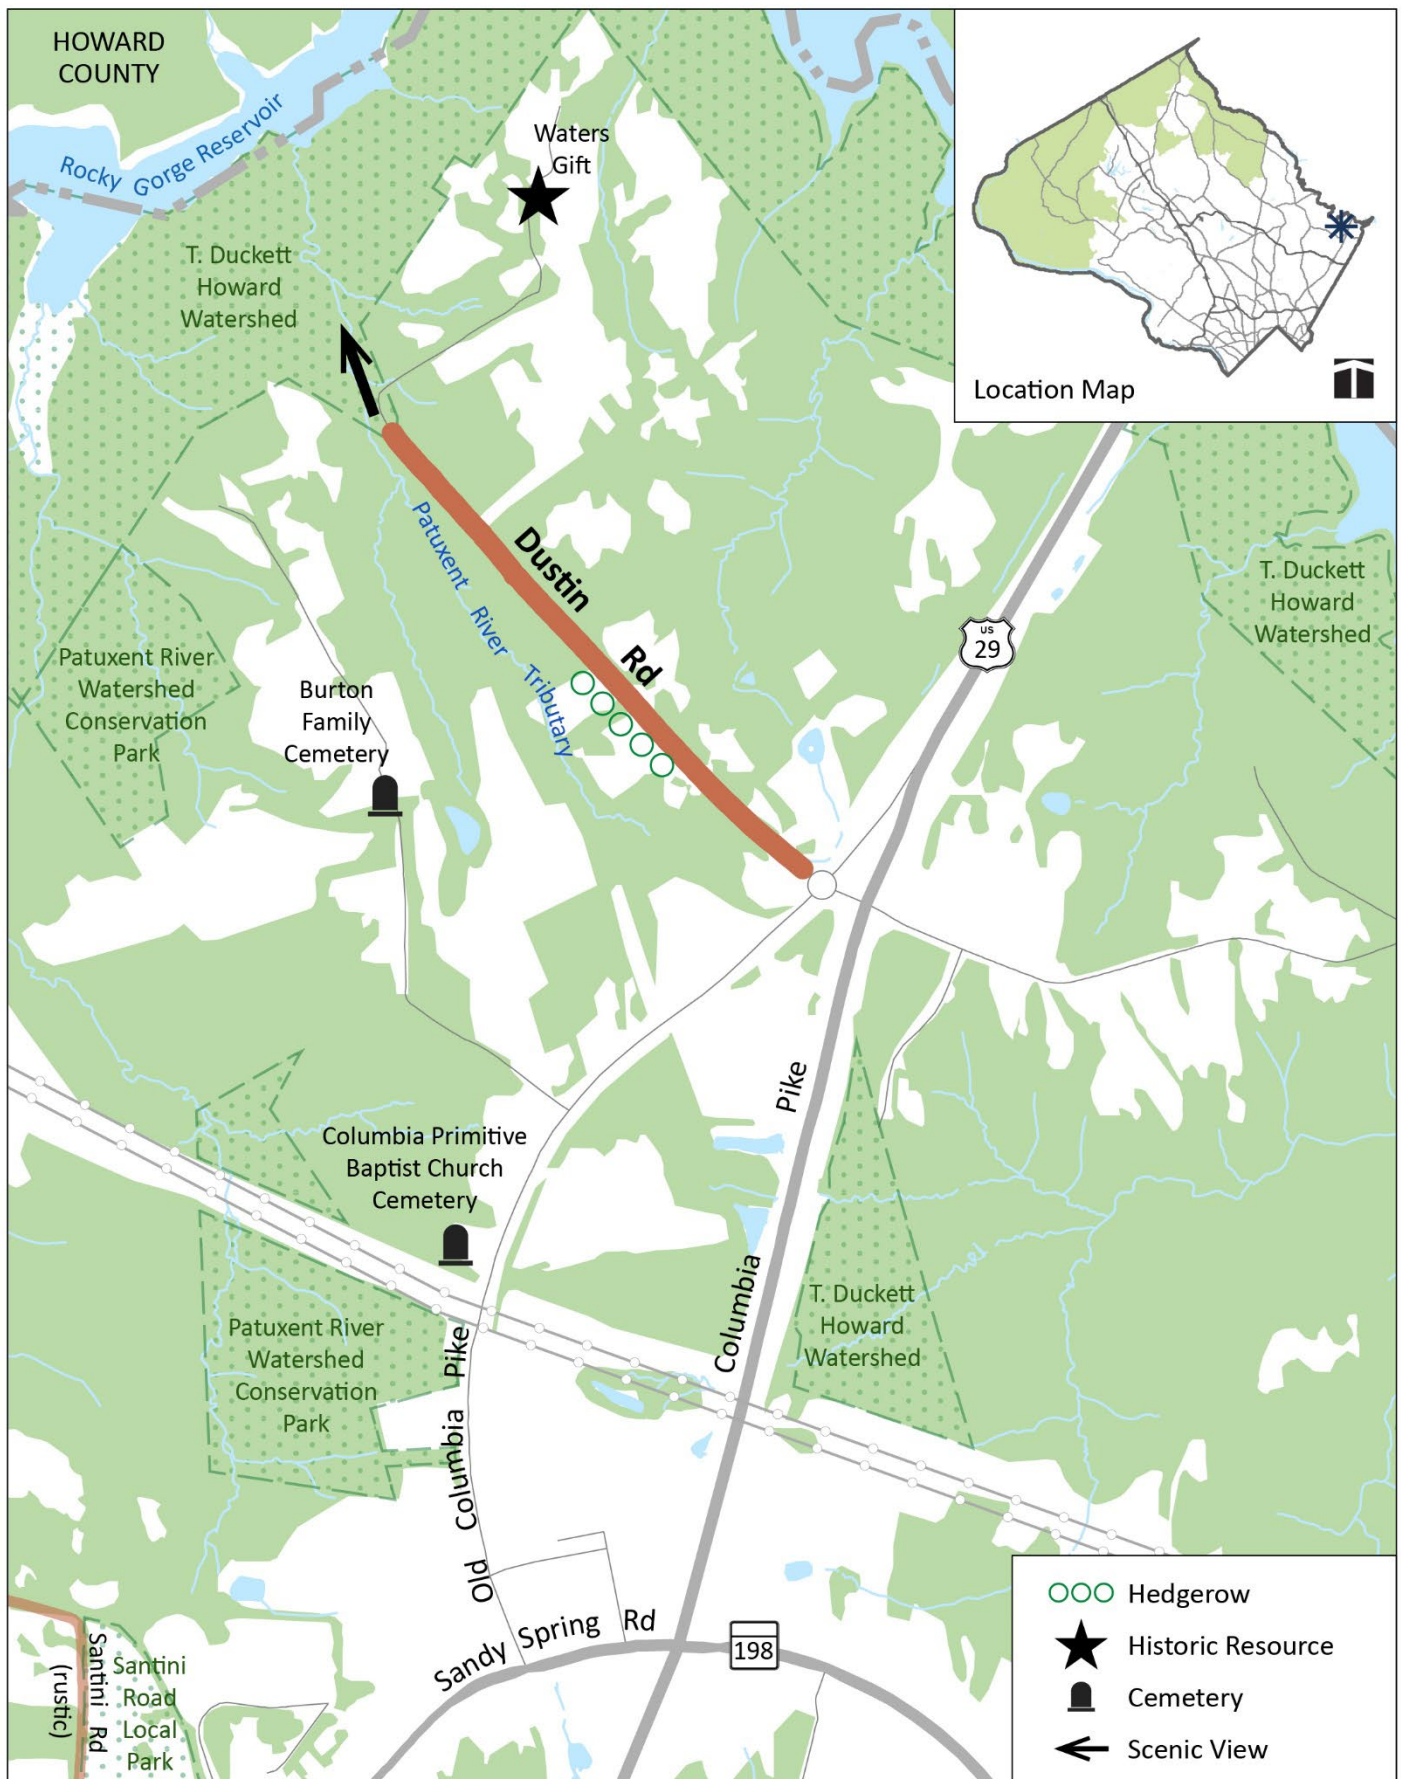 HOWARD
COUNTY
Rocky Gorge Reservoir
Waters
Gift
T. Duckett
Howard
Watershed
Location Map
Dustin Rd
Patuxent River Tributary
US
29
T. Duckett
Howard
Watershed
Patuxent River
Watershed
Conservation
Park
Burton
Family
Cemetery
Columbia Pike
Columbia Primitive
Baptist Church
Cemetery
T. Duckett
Howard
Watershed
Patuxent River
Watershed
Conservation
Park
Old Columbia Pike
Sandy Spring Rd
198
Santini Rd
(rustic)
Santini
Road
Local
Park
Hedgerow
Historic Resource
Cemetery
Scenic View